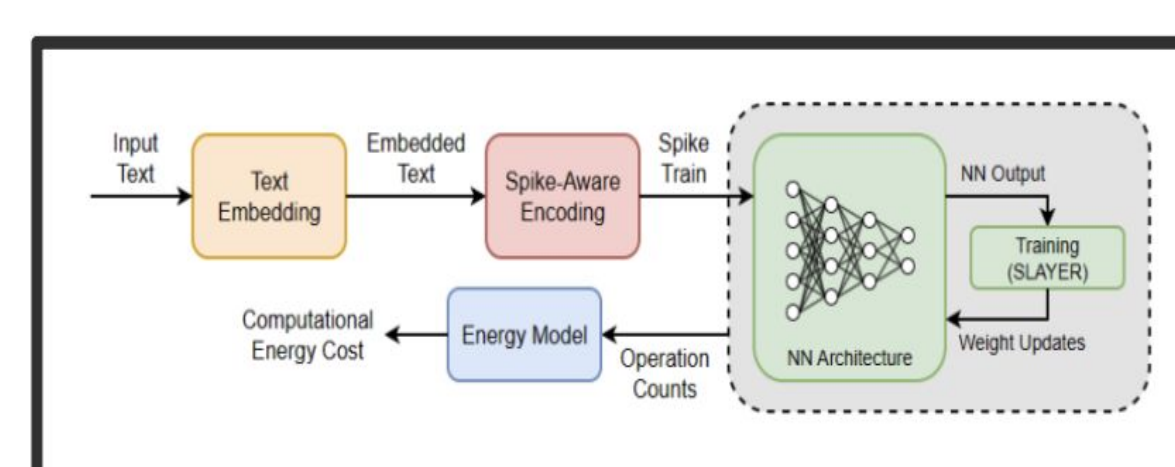 Input
Text
Text
Embedding
Embedded
Text
Spike-Aware
Encoding
Spike
Train
NN Output
Training
(SLAYER)
Weight Updates
NN Architecture
Operation
Counts
Energy Model
Computational
Energy Cost